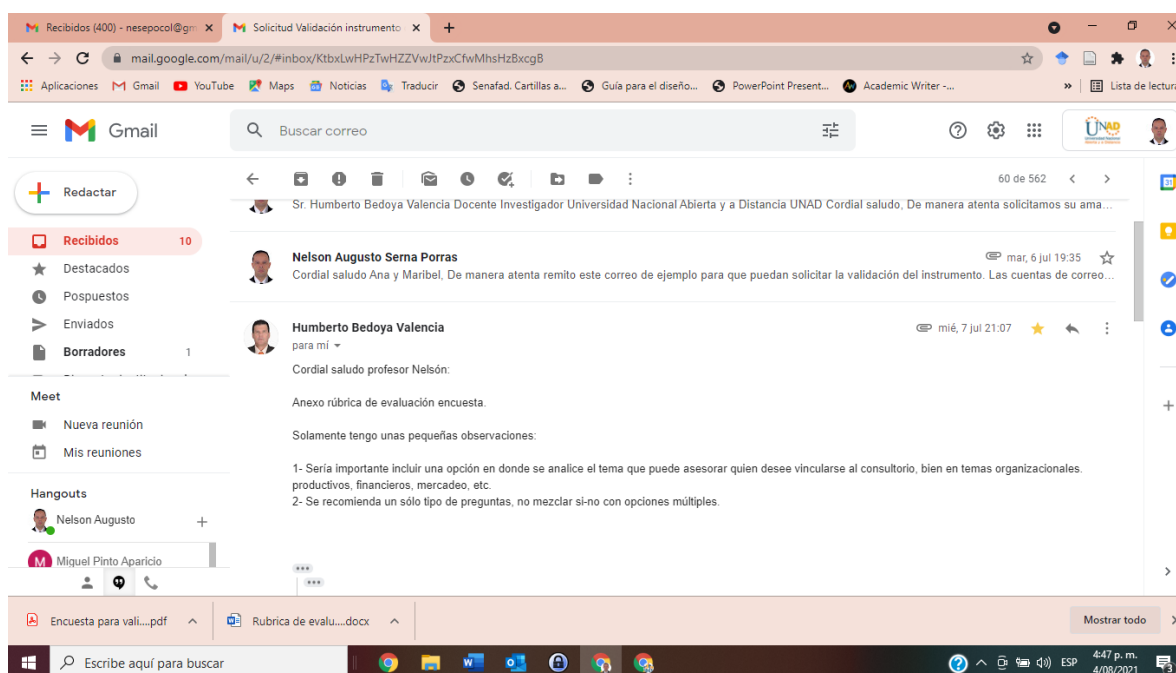 Recibidos (400) - nesepocol@gm
Solicitud Validación instrumento
mail.google.com/mail/u/2/#inbox/KtbxLwHPzTwHZZVwJtPzxCfwMhsHzBxcgB
Aplicaciones Gmail YouTube Maps Noticias Traducir Senafad. Cartillas a... Guía para el diseño... PowerPoint Present... Academic Writer -... » Lista de lectura
Gmail
Buscar correo
UNAD
Redactar
60 de 562
Sr. Humberto Bedoya Valencia Docente Investigador Universidad Nacional Abierta y a Distancia UNAD Cordial saludo, De manera atenta solicitamos su ama...
Recibidos 10
Destacados
Pospuestos
Enviados
Borradores 1
Nelson Augusto Serna Porras mar, 6 jul 19:35
Cordial saludo Ana y Maribel, De manera atenta remito este correo de ejemplo para que puedan solicitar la validación del instrumento. Las cuentas de correo...
Humberto Bedoya Valencia mié, 7 jul 21:07
para mí
Cordial saludo profesor Nelsón:
Anexo rúbrica de evaluación encuesta.
Solamente tengo unas pequeñas observaciones:
1- Sería importante incluir una opción en donde se analice el tema que puede asesorar quien desee vincularse al consultorio, bien en temas organizacionales.
productivos, financieros, mercadeo, etc.
2- Se recomienda un sólo tipo de preguntas, no mezclar si-no con opciones múltiples.
Meet
Nueva reunión
Mis reuniones
Hangouts
Nelson Augusto
M Miguel Pinto Aparicio
31
Encuesta para vali....pdf
Rubrica de evalu....docx
Mostrar todo
Escribe aquí para buscar
ESP
4:47 p. m.
4/08/2021
3